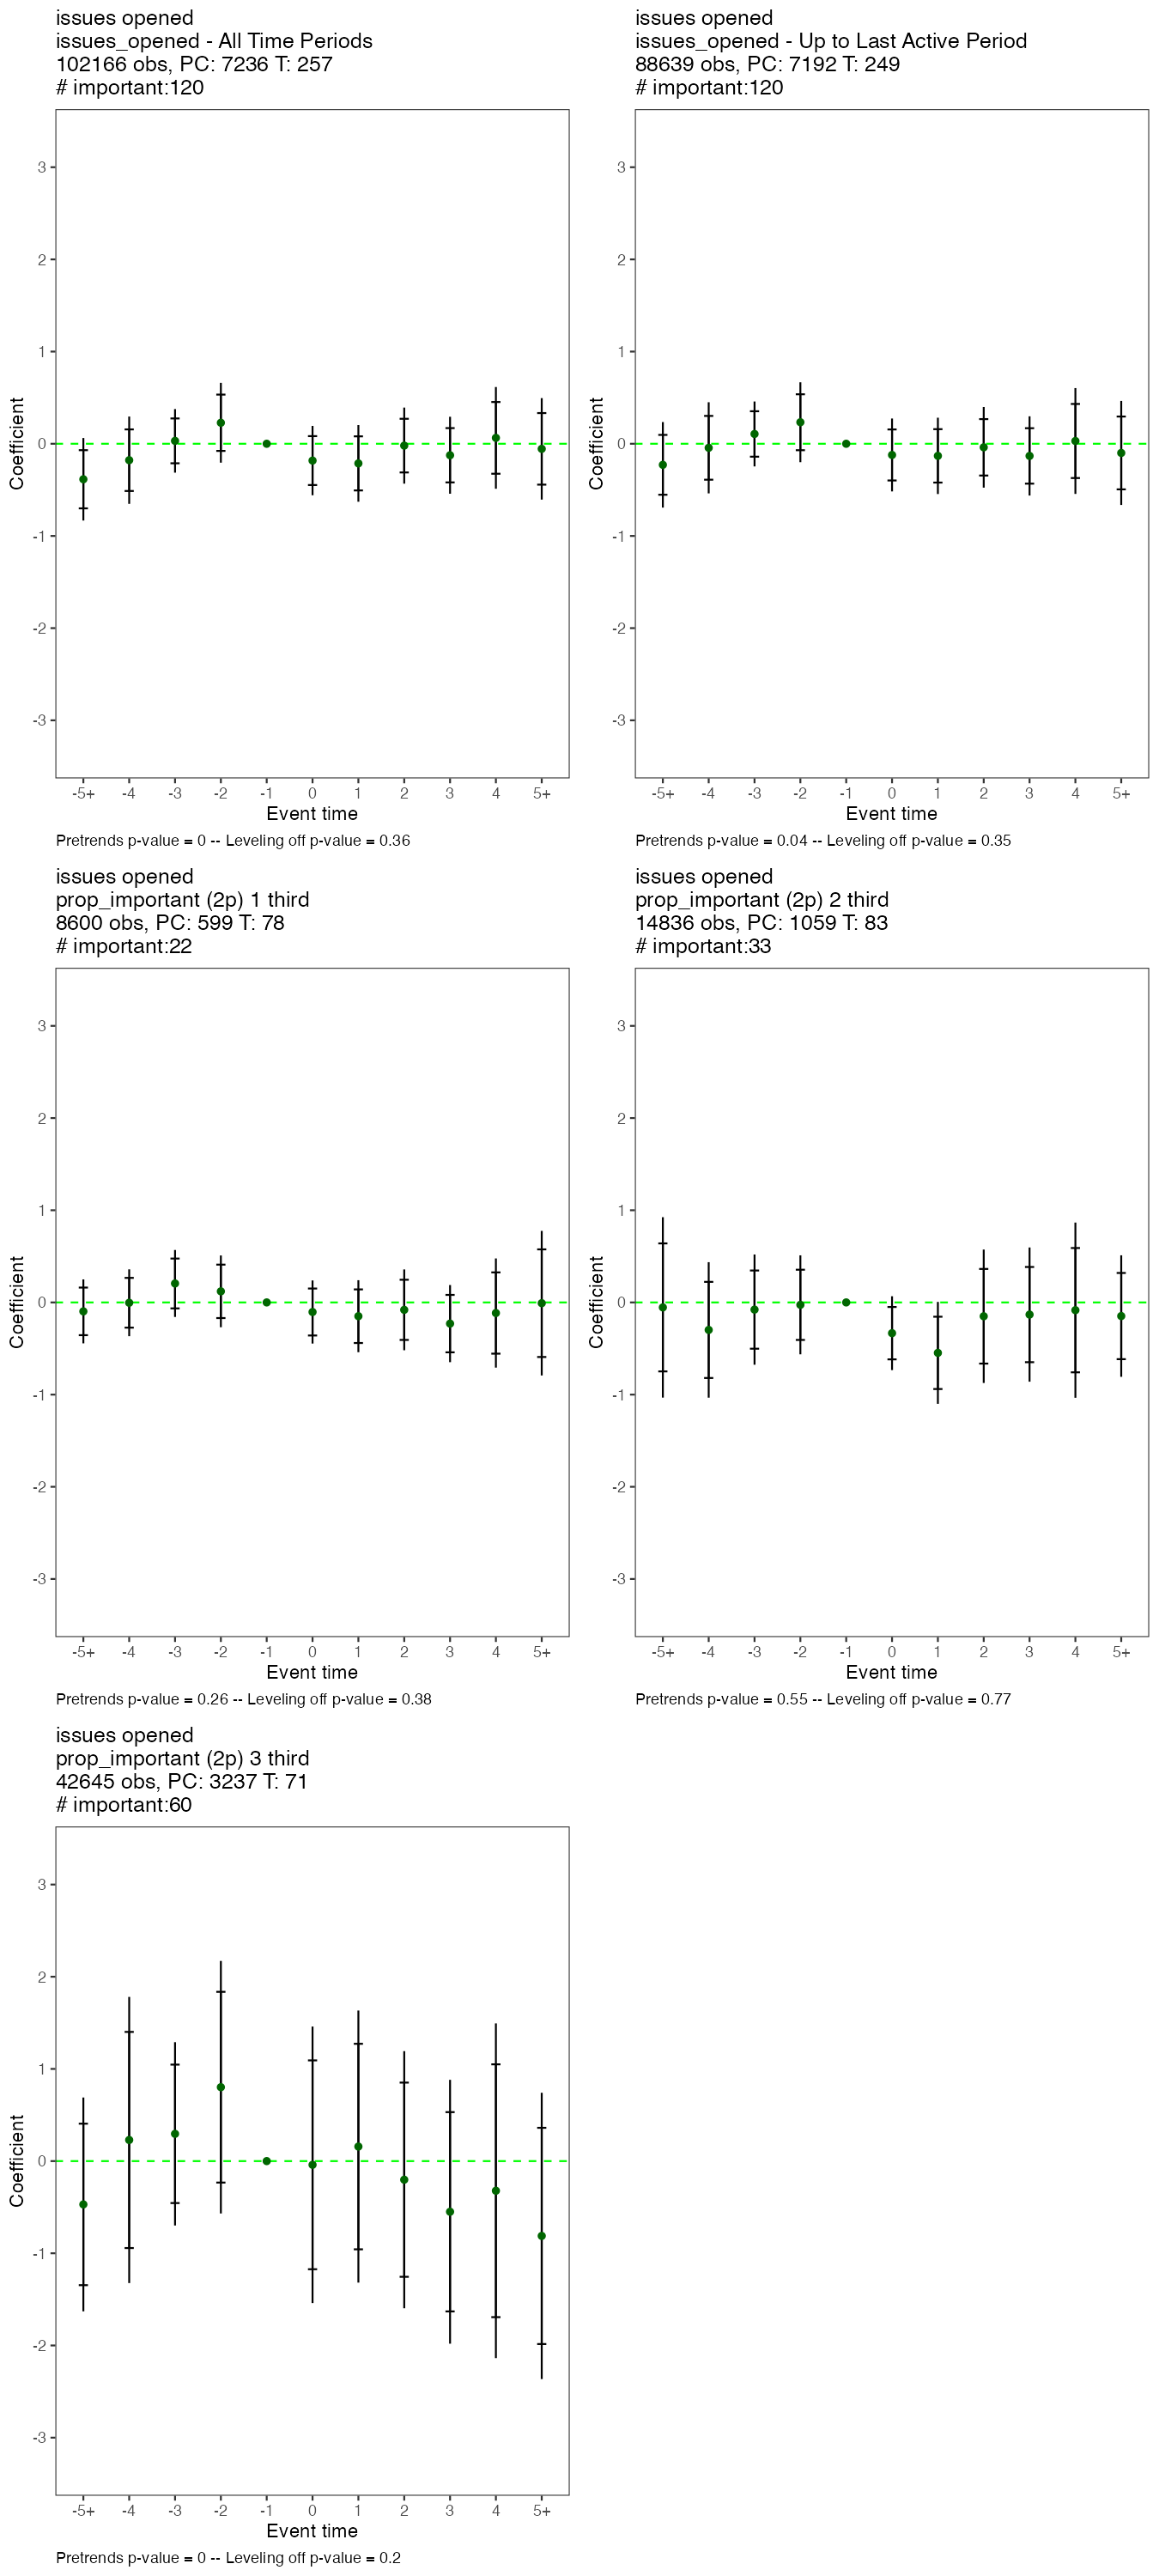 issues opened
issues_opened - All Time Periods
102166 obs, PC: 7236 T: 257
# important:120
Coefficient
3
2
1
0
-1
-2
-3
-5+ -4 -3 -2 -1 0 1 2 3 4 5+
Event time
Pretrends p-value = 0 -- Leveling off p-value = 0.36
issues opened
issues_opened - Up to Last Active Period
88639 obs, PC: 7192 T: 249
# important:120
Coefficient
3
2
1
0
-1
-2
-3
-5+ -4 -3 -2 -1 0 1 2 3 4 5+
Event time
Pretrends p-value = 0.04 -- Leveling off p-value = 0.35
issues opened
prop_important (2p) 1 third
8600 obs, PC: 599 T: 78
# important:22
Coefficient
3
2
1
0
-1
-2
-3
-5+ -4 -3 -2 -1 0 1 2 3 4 5+
Event time
Pretrends p-value = 0.26 -- Leveling off p-value = 0.38
issues opened
prop_important (2p) 2 third
14836 obs, PC: 1059 T: 83
# important:33
Coefficient
3
2
1
0
-1
-2
-3
-5+ -4 -3 -2 -1 0 1 2 3 4 5+
Event time
Pretrends p-value = 0.55 -- Leveling off p-value = 0.77
issues opened
prop_important (2p) 3 third
42645 obs, PC: 3237 T: 71
# important:60
Coefficient
3
2
1
0
-1
-2
-3
-5+ -4 -3 -2 -1 0 1 2 3 4 5+
Event time
Pretrends p-value = 0 -- Leveling off p-value = 0.2